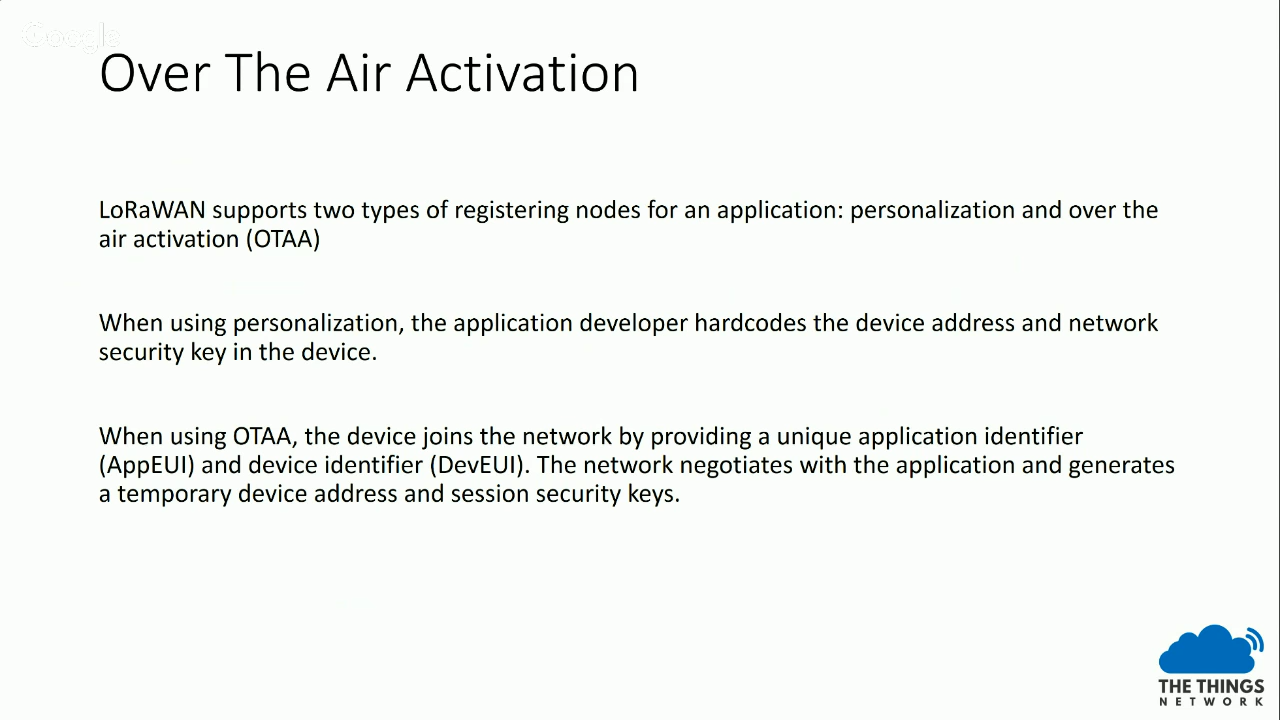 Google
Over The Air Activation
LoRaWAN supports two types of registering nodes for an application: personalization and over the
air activation (OTAA)
When using personalization, the application developer hardcodes the device address and network
security key in the device.
When using OTAA, the device joins the network by providing a unique application identifier
(AppEUI) and device identifier (DevEUI). The network negotiates with the application and generates
a temporary device address and session security keys.
THE THINGS
NETWORK